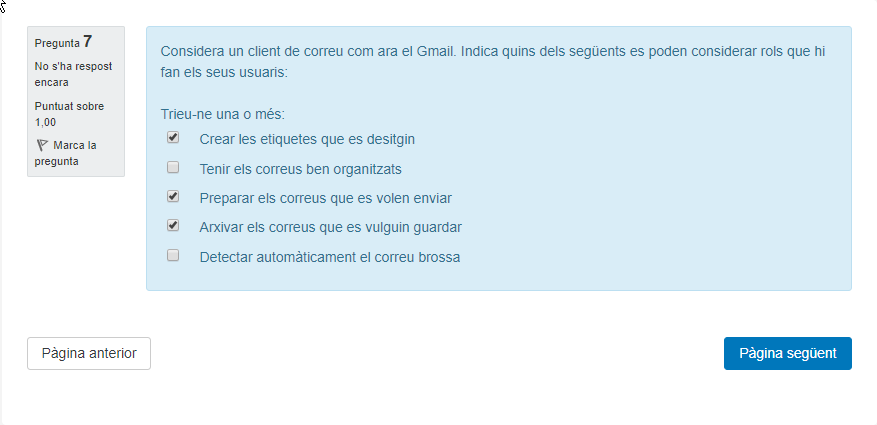 Pregunta 7
No s'ha respost
encara
Puntuat sobre
1,00
Marca la
pregunta
Considera un client de correu com ara el Gmail. Indica quins dels següents es poden considerar rols que hi
fan els seus usuaris:
Trieu-ne una o més:
Crear les etiquetes que es desitgin
Tenir els correus ben organitzats
Preparar els correus que es volen enviar
Arxivar els correus que es vulguin guardar
Detectar automàticament el correu brossa
Pàgina anterior
Pàgina següent